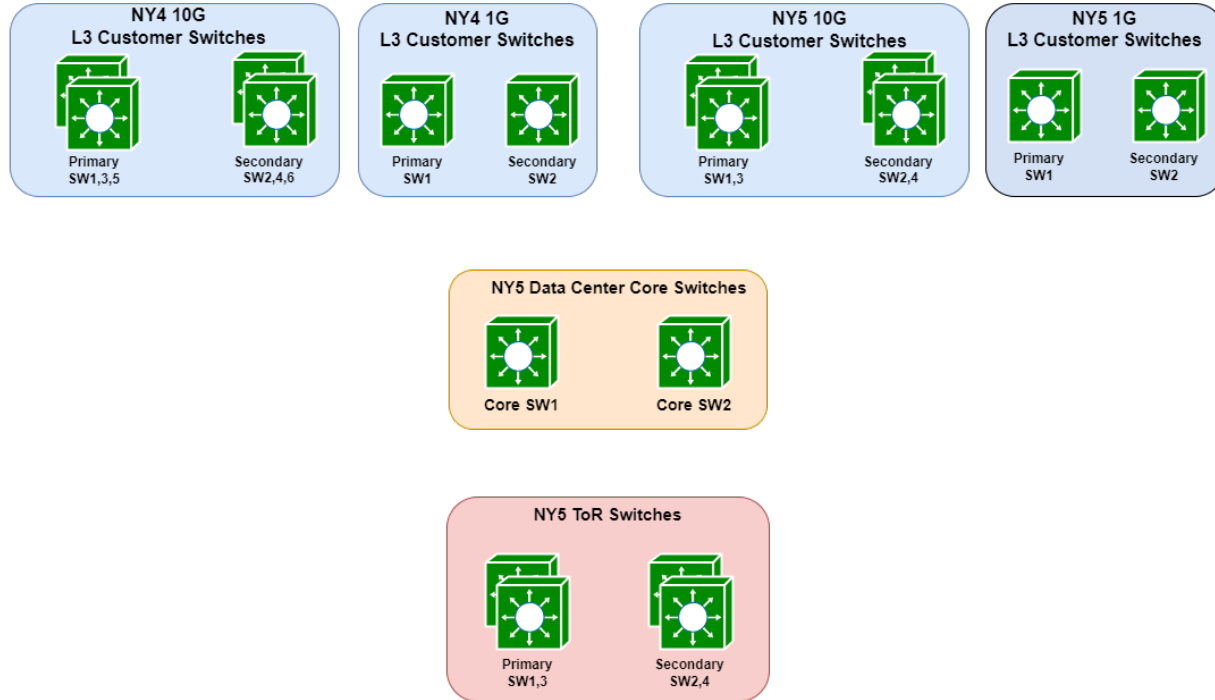 NY4 10G
L3 Customer Switches
Primary
SW1,3,5
Secondary
SW2,4,6
NY4 1G
L3 Customer Switches
Primary
SW1
Secondary
SW2
NY5 10G
L3 Customer Switches
Primary
SW1,3
Secondary
SW2,4
NY5 1G
L3 Customer Switches
Primary
SW1
Secondary
SW2
NY5 Data Center Core Switches
Core SW1
Core SW2
NY5 ToR Switches
Primary
SW1,3
Secondary
SW2,4